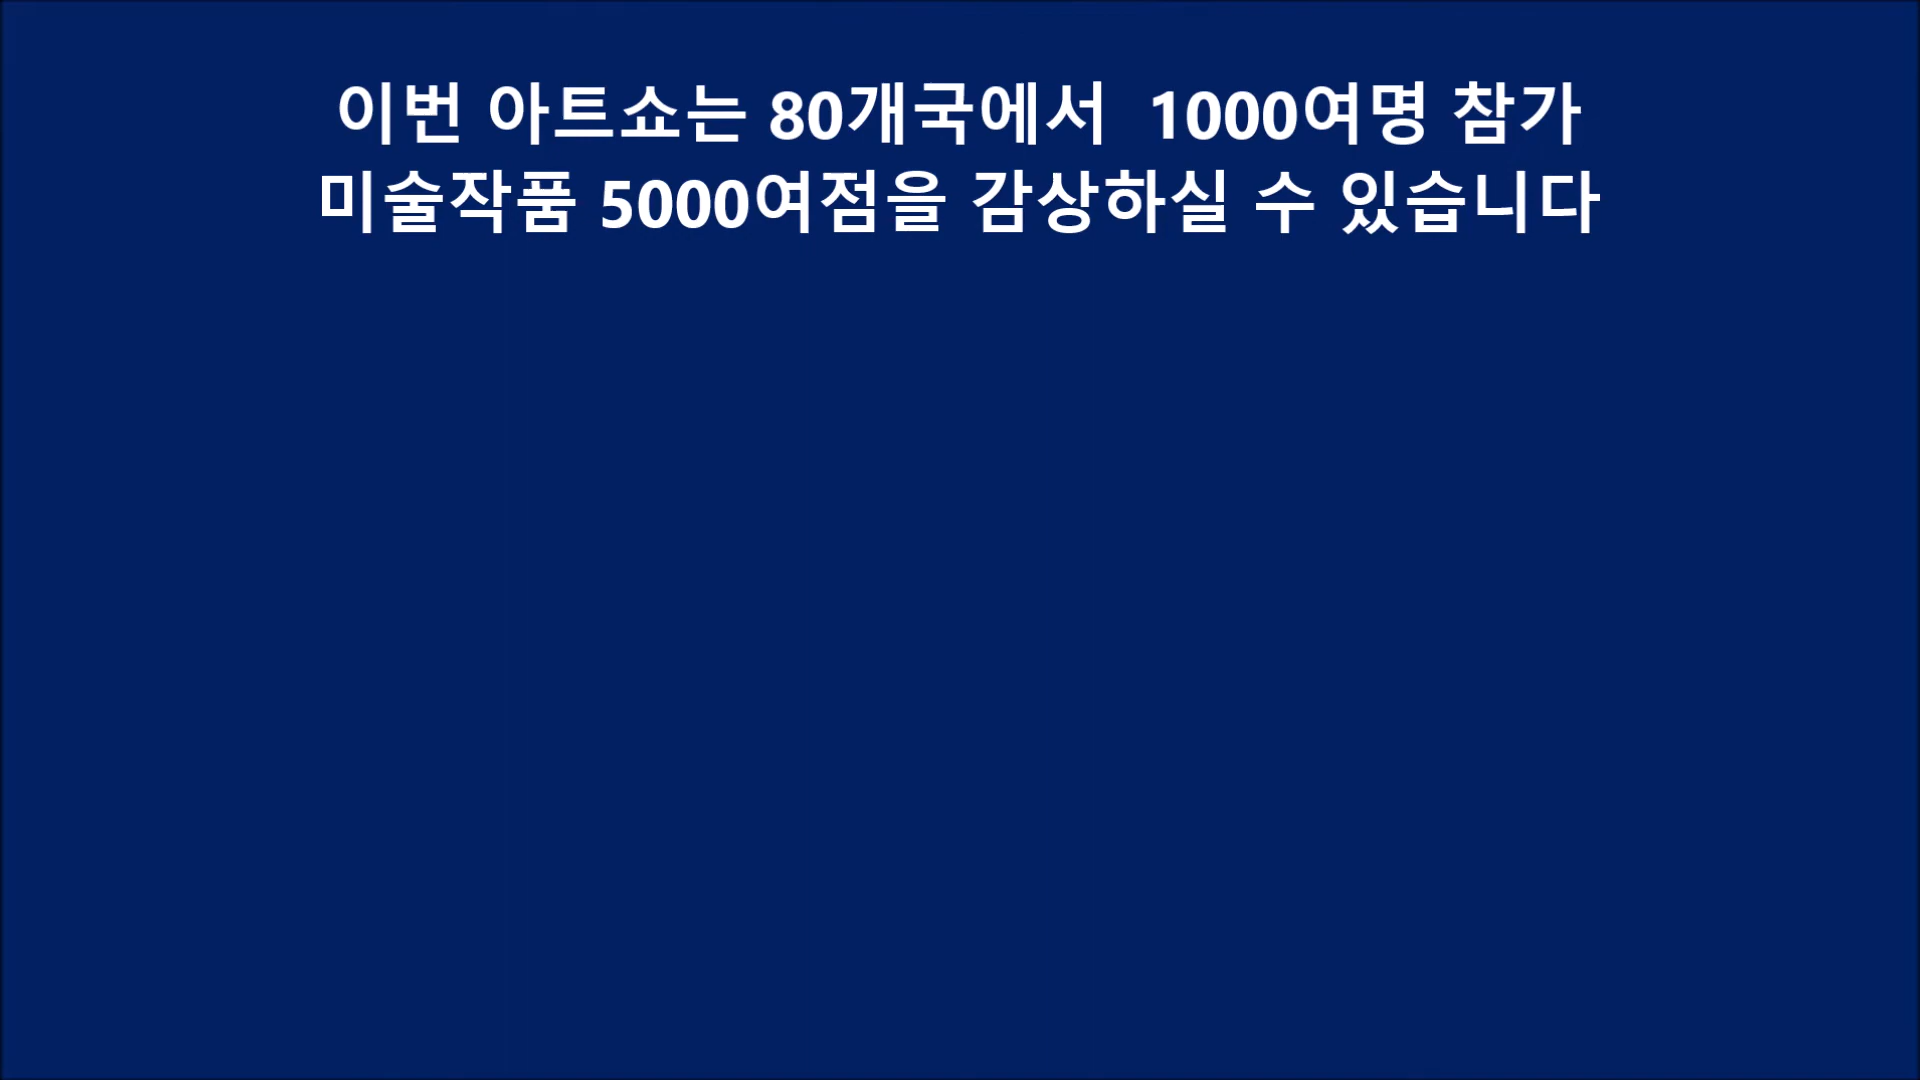 이번 아트쇼는 80개국에서  1000여명 참가
미술작품 5000여점을 감상하실 수 있습니다